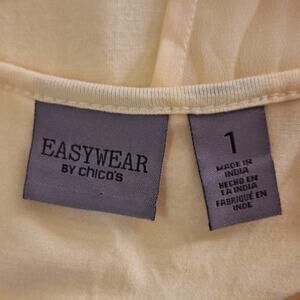 EASYWEAR
BY chico's
1
MADE IN
INDIA
HECHO EN
LA INDIA
FABRIQUÉ EN
INDE